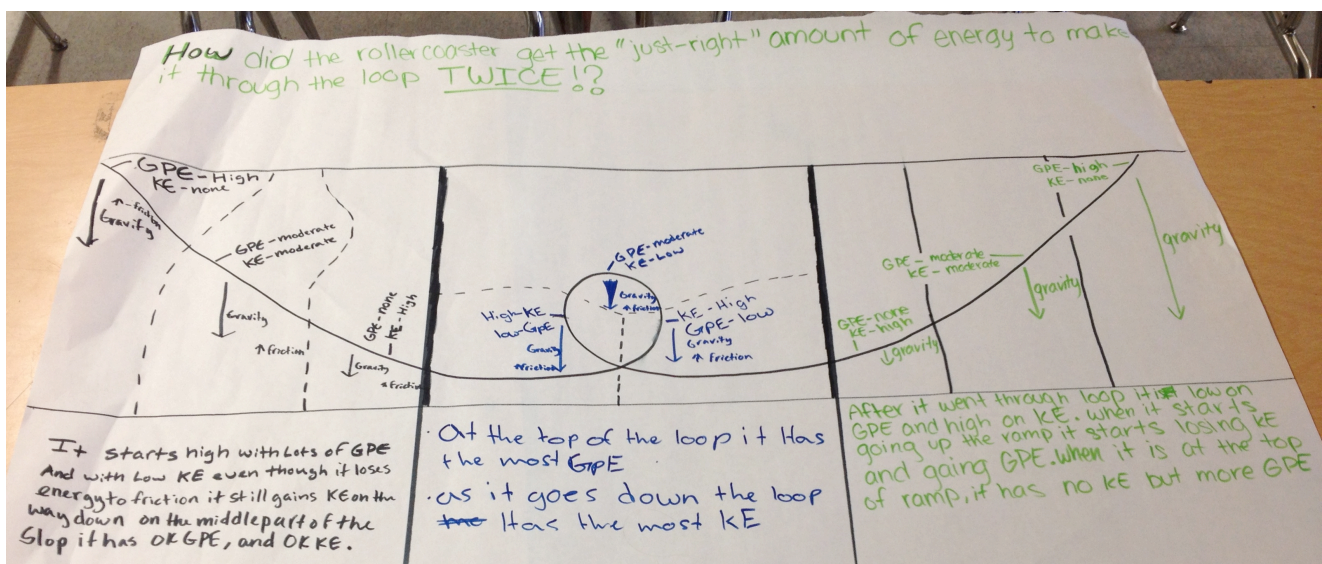 How did the rollercoaster get the "just-right" amount of energy to make
it through the loop TWICE!?
GPE-High
KE-none
↑-friction
Gravity
GPE-moderate
KE-moderate
Gravity
↑ friction
GPE-none
KE-High
Gravity
↑ friction
GPE-moderate
KE-Low
Gravity
↑ friction
High-KE
low-GPE
Gravity
↑ friction
KE-High
GPE-low
Gravity
↑ friction
GPE-none
KE-high
gravity
GPE-moderate
KE-moderate
gravity
GPE-high
KE-none
gravity
It starts high with Lots of GPE
And with Low KE even though it loses
energy to friction it still gains KE on the
way down on the middle part of the
Slop it has OK GPE, and OK KE.
· At the top of the loop it Has
the most GPE
· as it goes down the loop
Has the most KE
After it went through loop it is low on
GPE and high on KE. when it starts
going up the ramp it starts losing KE
and gaing GPE. when it is at the top
of ramp, it has no KE but more GPE